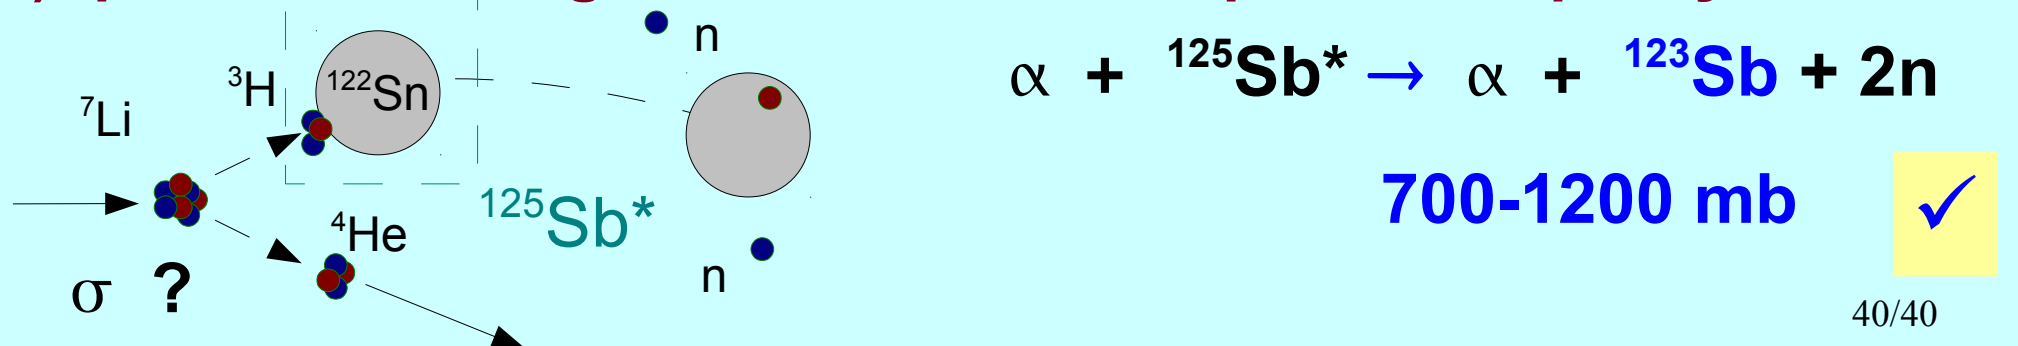 n
³H
¹²²Sn
α + ¹²⁵Sb* → α + ¹²³Sb + 2n
⁷Li
700-1200 mb ✓
¹²⁵Sb*
⁴He
σ ?
n
40/40